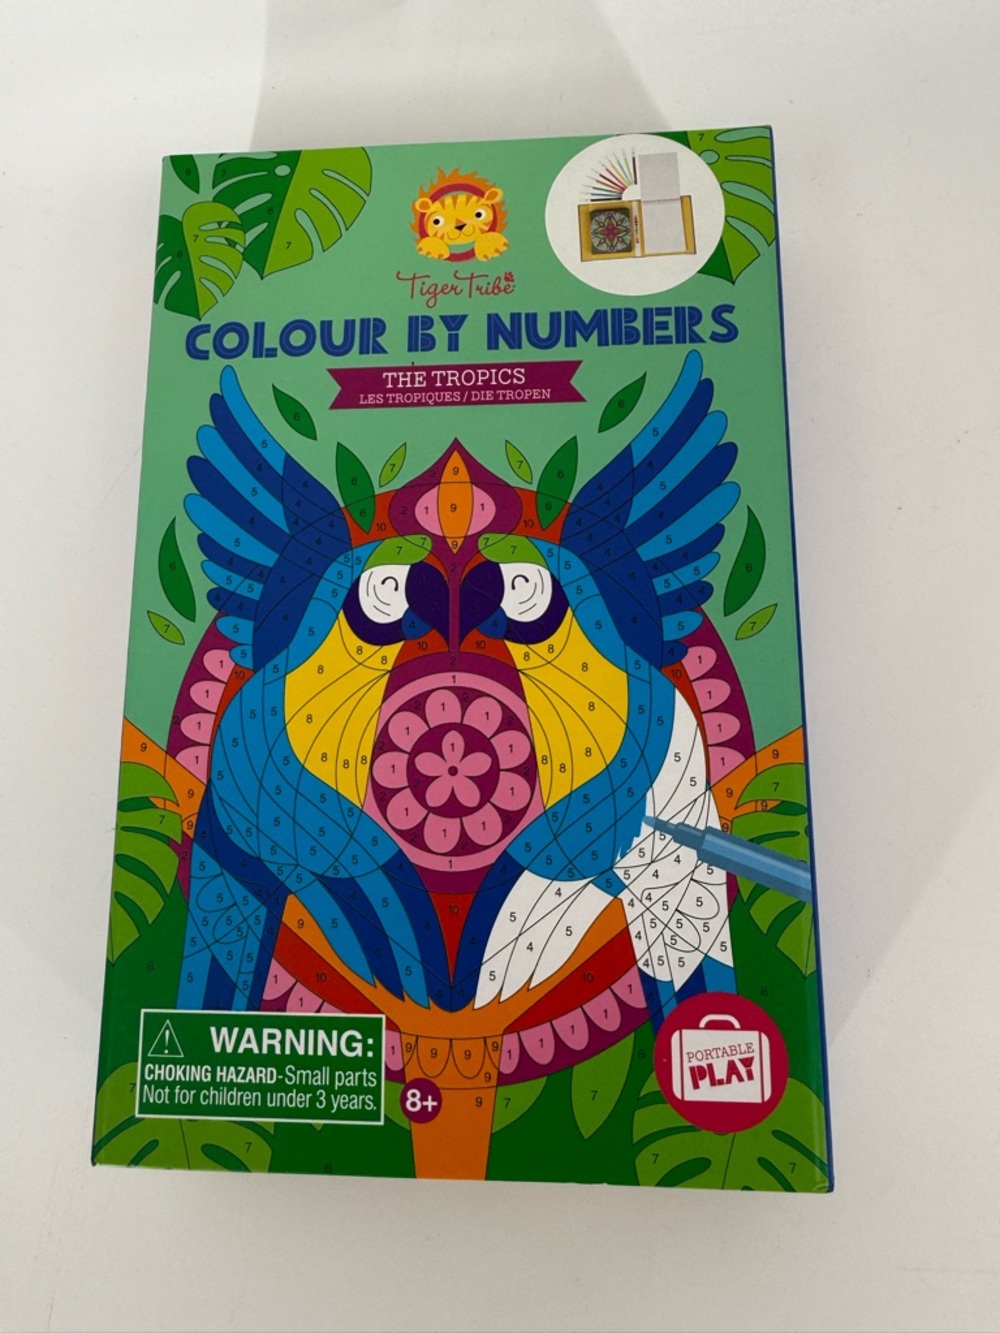 Tiger Tribe
COLOUR BY NUMBERS
THE TROPICS
LES TROPIQUES / DIE TROPEN
WARNING:
CHOKING HAZARD-Small parts
Not for children under 3 years.
8+
PORTABLE
PLAY